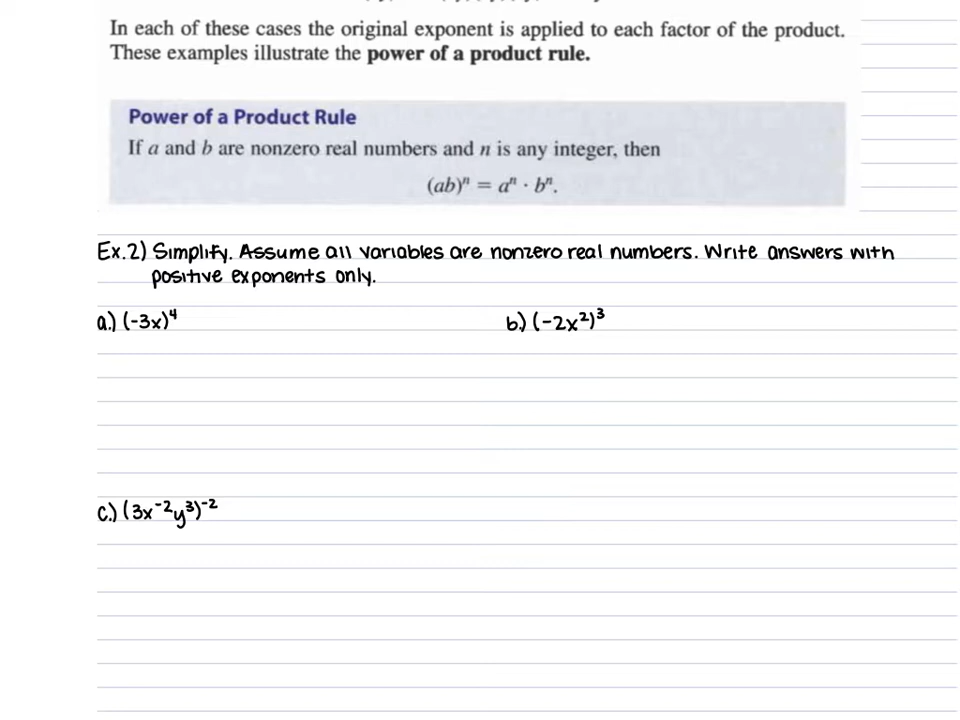 In each of these cases the original exponent is applied to each factor of the product.
These examples illustrate the power of a product rule.
Power of a Product Rule
If a and b are nonzero real numbers and n is any integer, then
(ab)ⁿ = aⁿ · bⁿ.
Ex.2) Simplify. Assume all variables are nonzero real numbers. Write answers with
positive exponents only.
a.) (-3x)⁴
b.) (-2x²)³
c.) (3x⁻²y³)⁻²